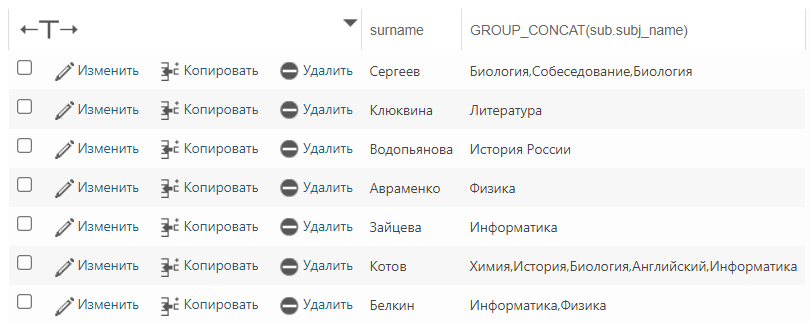 ←T→ surname GROUP_CONCAT(sub.subj_name)
Изменить Копировать Удалить Сергеев Биология,Собеседование,Биология
Изменить Копировать Удалить Клюквина Литература
Изменить Копировать Удалить Водопьянова История России
Изменить Копировать Удалить Авраменко Физика
Изменить Копировать Удалить Зайцева Информатика
Изменить Копировать Удалить Котов Химия,История,Биология,Английский,Информатика
Изменить Копировать Удалить Белкин Информатика,Физика